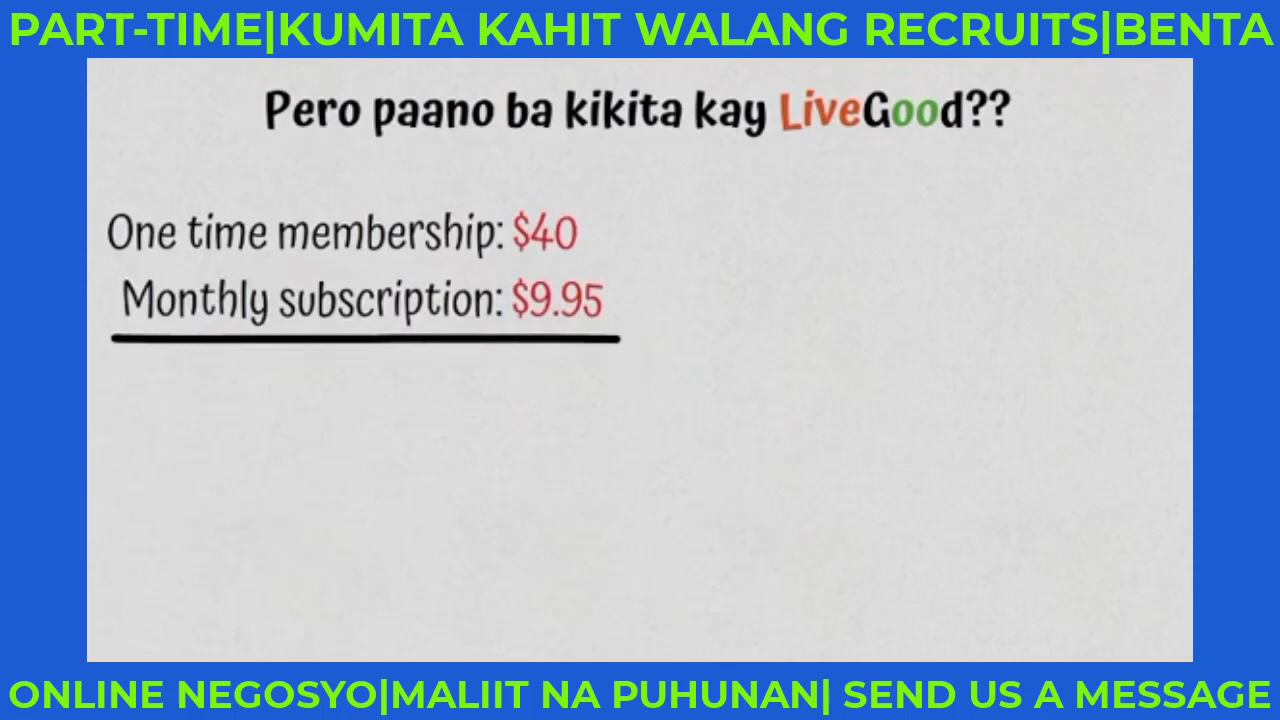 PART-TIME|KUMITA KAHIT WALANG RECRUITS|BENTA
Pero paano ba kikita kay LiveGood??
One time membership: $40
Monthly subscription: $9.95
ONLINE NEGOSYO|MALIIT NA PUHUNAN| SEND US A MESSAGE